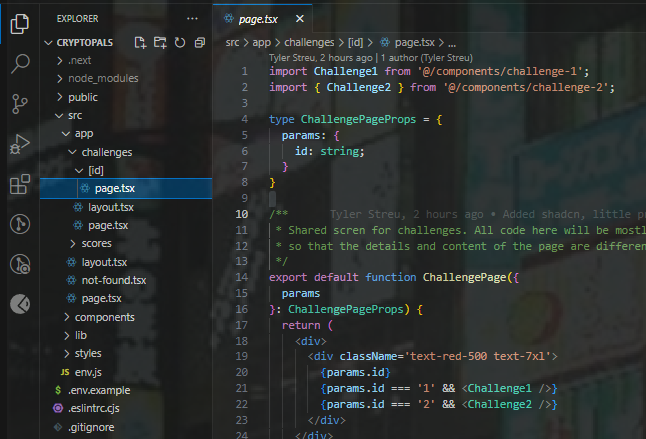 EXPLORER
CRYPTOPALS
.next
node_modules
public
src
app
challenges
[id]
page.tsx
layout.tsx
page.tsx
scores
layout.tsx
not-found.tsx
page.tsx
components
lib
styles
JS env.js
$ .env.example
.eslintrc.cjs
.gitignore
page.tsx
src > app > challenges > [id] > page.tsx > ...
Tyler Streu, 2 hours ago | 1 author (Tyler Streu)
1 import Challenge1 from '@/components/challenge-1';
2 import { Challenge2 } from '@/components/challenge-2';
3
4 type ChallengePageProps = {
5 params: {
6 id: string;
7 }
8 }
9
10 /** Tyler Streu, 2 hours ago • Added shadcn, little
11 * Shared scren for challenges. All code here will be
12 * so that the details and content of the page are
13 */
14 export default function ChallengePage({
15 params
16 }: ChallengePageProps) {
17 return (
18 <div>
19 <div className='text-red-500 text-7xl'>
20 {params.id}
21 {params.id === '1' && <Challenge1 />}
22 {params.id === '2' && <Challenge2 />}
23 </div>
24 </div>